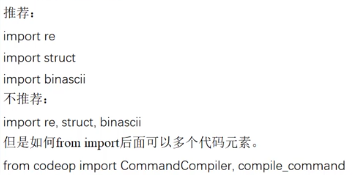 推荐：
import re
import struct
import binascii
不推荐：
import re, struct, binascii
但是如何from import后面可以多个代码元素。
from codeop import CommandCompiler, compile_command